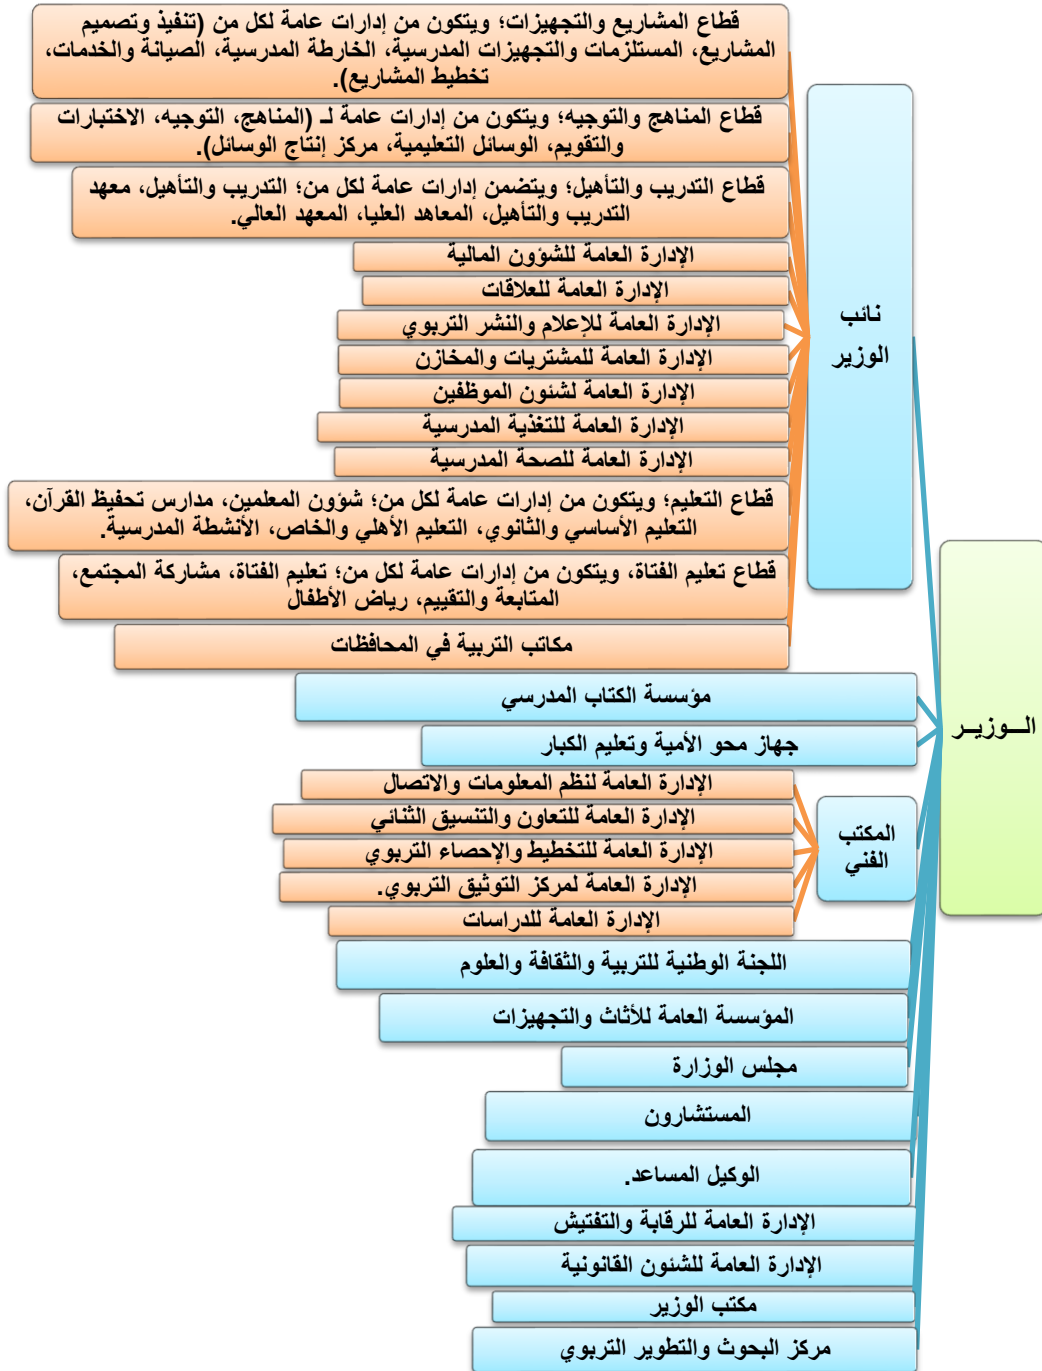 الـــوزيــر
نائب
الوزير
قطاع المشاريع والتجهيزات؛ ويتكون من إدارات عامة لكل من (تنفيذ وتصميم
المشاريع، المستلزمات والتجهيزات المدرسية، الخارطة المدرسية، الصيانة والخدمات،
تخطيط المشاريع).
قطاع المناهج والتوجيه؛ ويتكون من إدارات عامة لـ (المناهج، التوجيه، الاختبارات
والتقويم، الوسائل التعليمية، مركز إنتاج الوسائل).
قطاع التدريب والتأهيل؛ ويتضمن إدارات عامة لكل من؛ التدريب والتأهيل، معهد
التدريب والتأهيل، المعاهد العليا، المعهد العالي.
الإدارة العامة للشؤون المالية
الإدارة العامة للعلاقات
الإدارة العامة للإعلام والنشر التربوي
الإدارة العامة للمشتريات والمخازن
الإدارة العامة لشئون الموظفين
الإدارة العامة للتغذية المدرسية
الإدارة العامة للصحة المدرسية
قطاع التعليم؛ ويتكون من إدارات عامة لكل من؛ شؤون المعلمين، مدارس تحفيظ القرآن،
التعليم الأساسي والثانوي، التعليم الأهلي والخاص، الأنشطة المدرسية.
قطاع تعليم الفتاة، ويتكون من إدارات عامة لكل من؛ تعليم الفتاة، مشاركة المجتمع،
المتابعة والتقييم، رياض الأطفال
مكاتب التربية في المحافظات
مؤسسة الكتاب المدرسي
جهاز محو الأمية وتعليم الكبار
المكتب
الفني
الإدارة العامة لنظم المعلومات والاتصال
الإدارة العامة للتعاون والتنسيق الثنائي
الإدارة العامة للتخطيط والإحصاء التربوي
الإدارة العامة لمركز التوثيق التربوي.
الإدارة العامة للدراسات
اللجنة الوطنية للتربية والثقافة والعلوم
المؤسسة العامة للأثاث والتجهيزات
مجلس الوزارة
المستشارون
الوكيل المساعد.
الإدارة العامة للرقابة والتفتيش
الإدارة العامة للشئون القانونية
مكتب الوزير
مركز البحوث والتطوير التربوي